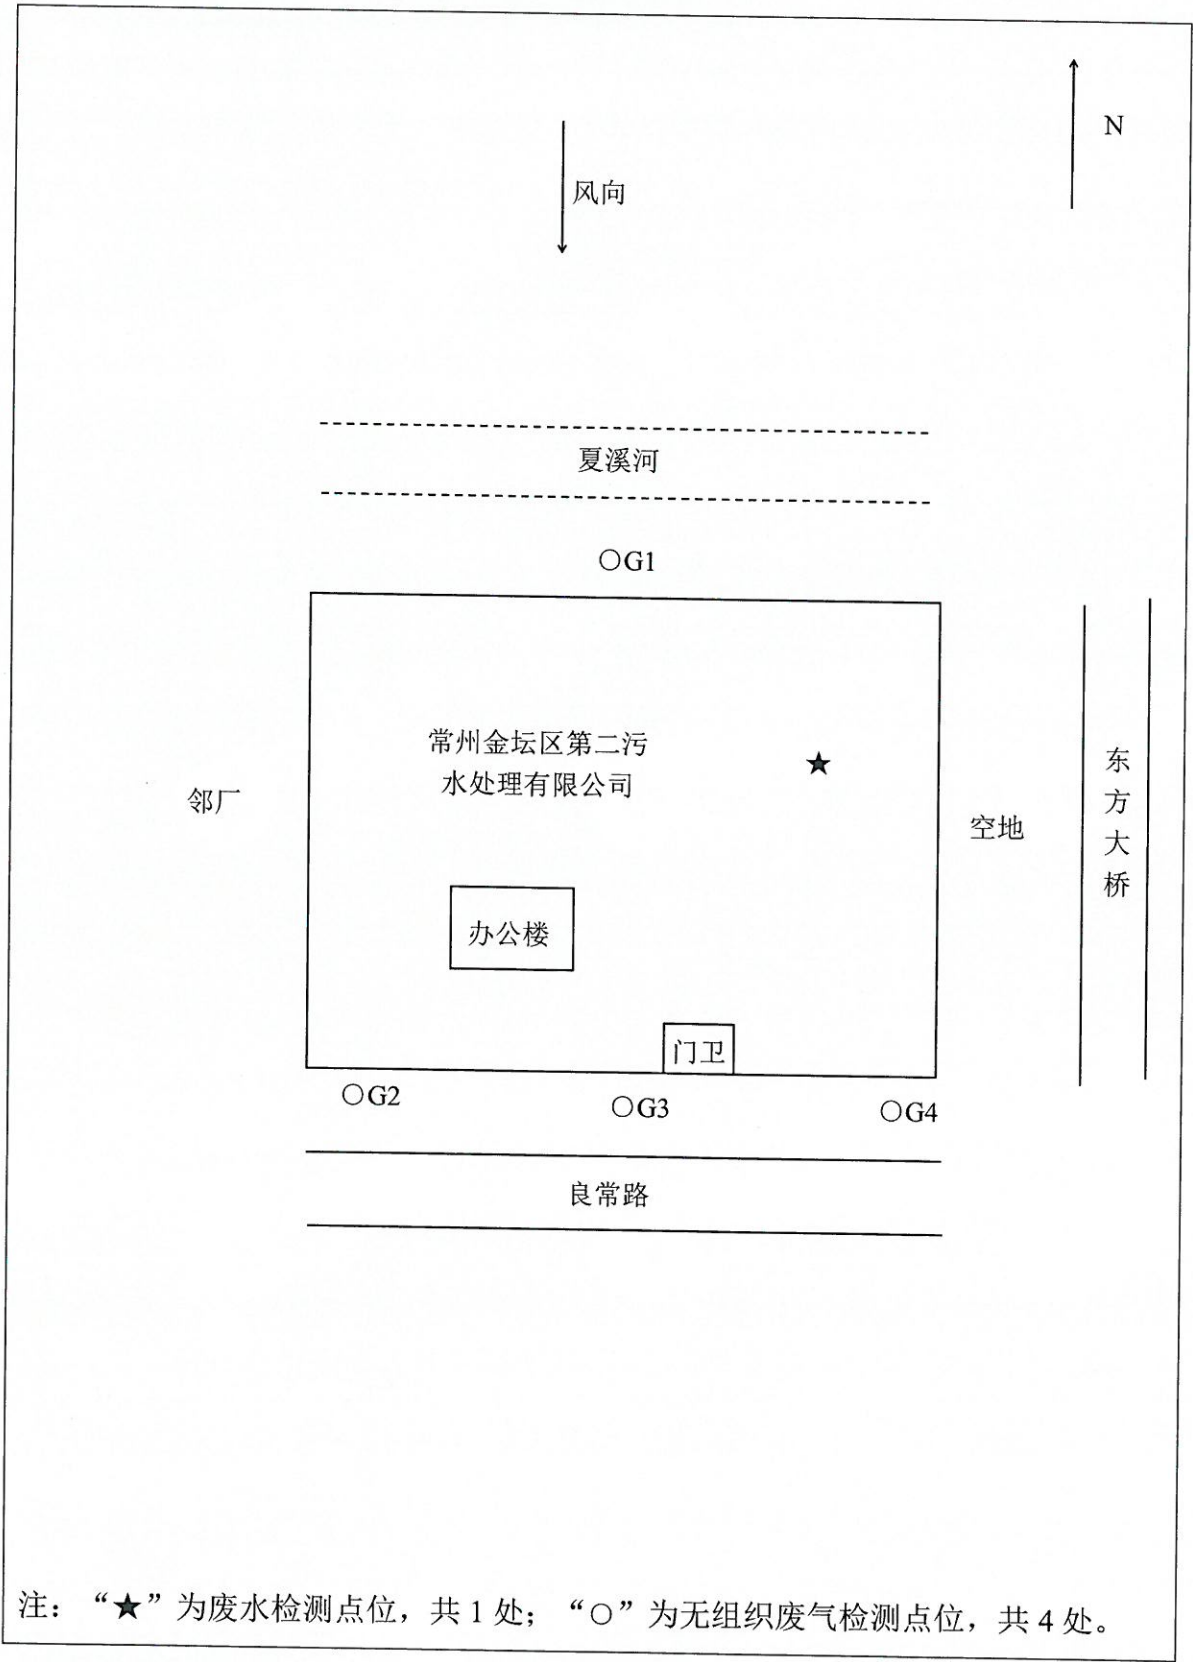 N
风向
夏溪河
○G1
常州金坛区第二污
水处理有限公司
★
邻厂
空地
东方大桥
办公楼
门卫
○G2
○G3
○G4
良常路
注：“★”为废水检测点位，共 1 处；“○”为无组织废气检测点位，共 4 处。